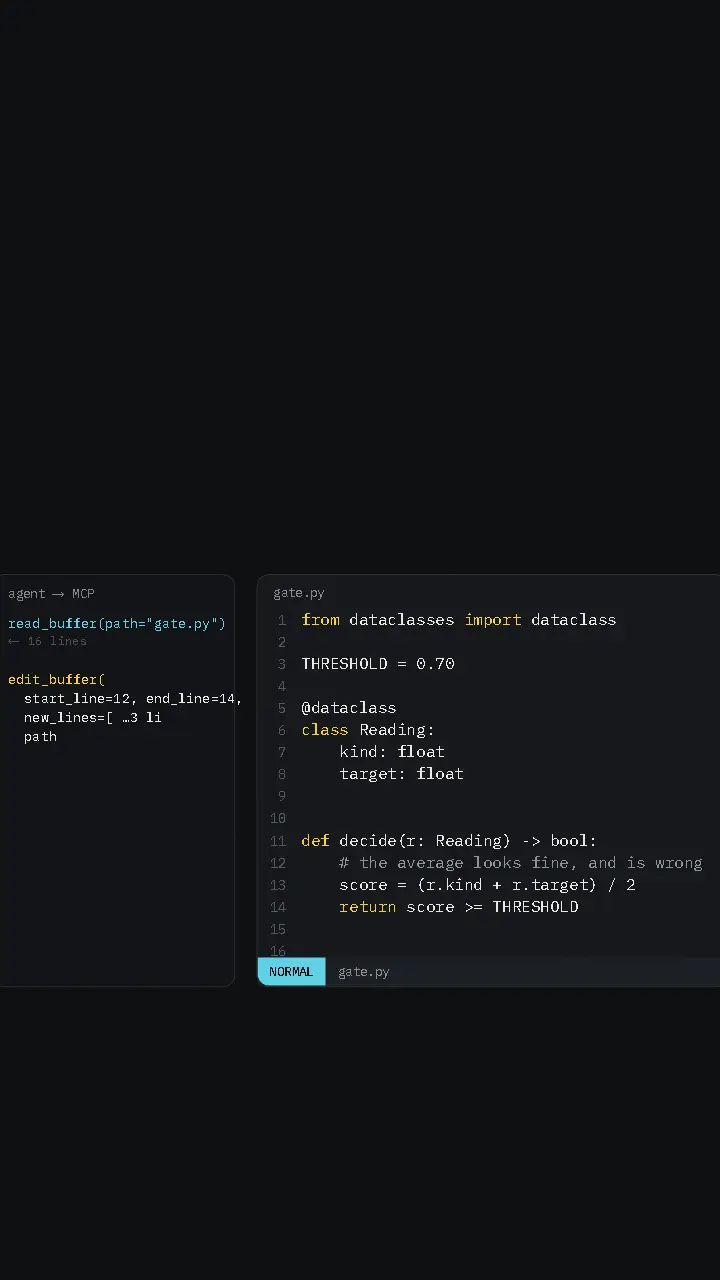 agent → MCP
read_buffer(path="gate.py")
← 16 lines
edit_buffer(
start_line=12, end_line=14,
new_lines=[ …3 li
path
gate.py
1 from dataclasses import dataclass
2
3 THRESHOLD = 0.70
4
5 @dataclass
6 class Reading:
7 kind: float
8 target: float
9
10
11 def decide(r: Reading) -> bool:
12 # the average looks fine, and is wrong
13 score = (r.kind + r.target) / 2
14 return score >= THRESHOLD
15
16
NORMAL gate.py